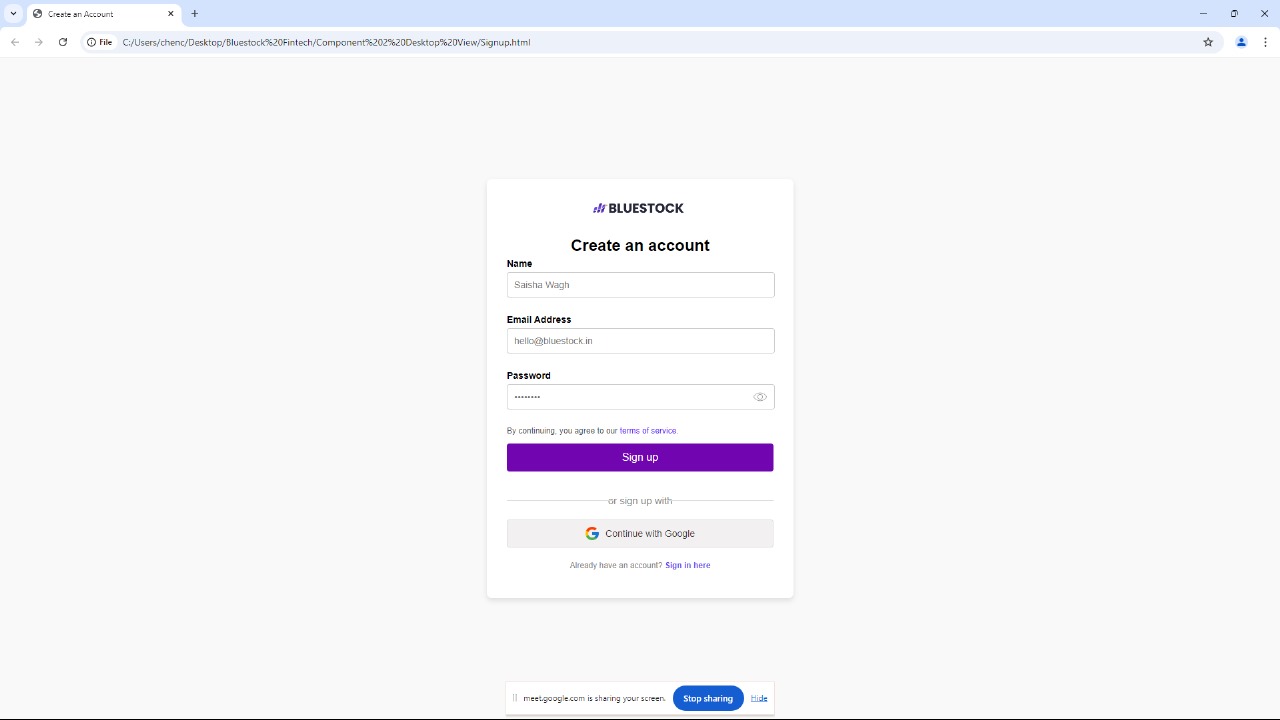 Create an Account
File
C:/Users/chenc/Desktop/Bluestock%20Fintech/Component%202%20Desktop%20View/Signup.html
BLUESTOCK
Create an account
Name
Saisha Wagh
Email Address
hello@bluestock.in
Password
········
By continuing, you agree to our terms of service.
Sign up
or sign up with
Continue with Google
Already have an account? Sign in here
meet.google.com is sharing your screen.
Stop sharing
Hide